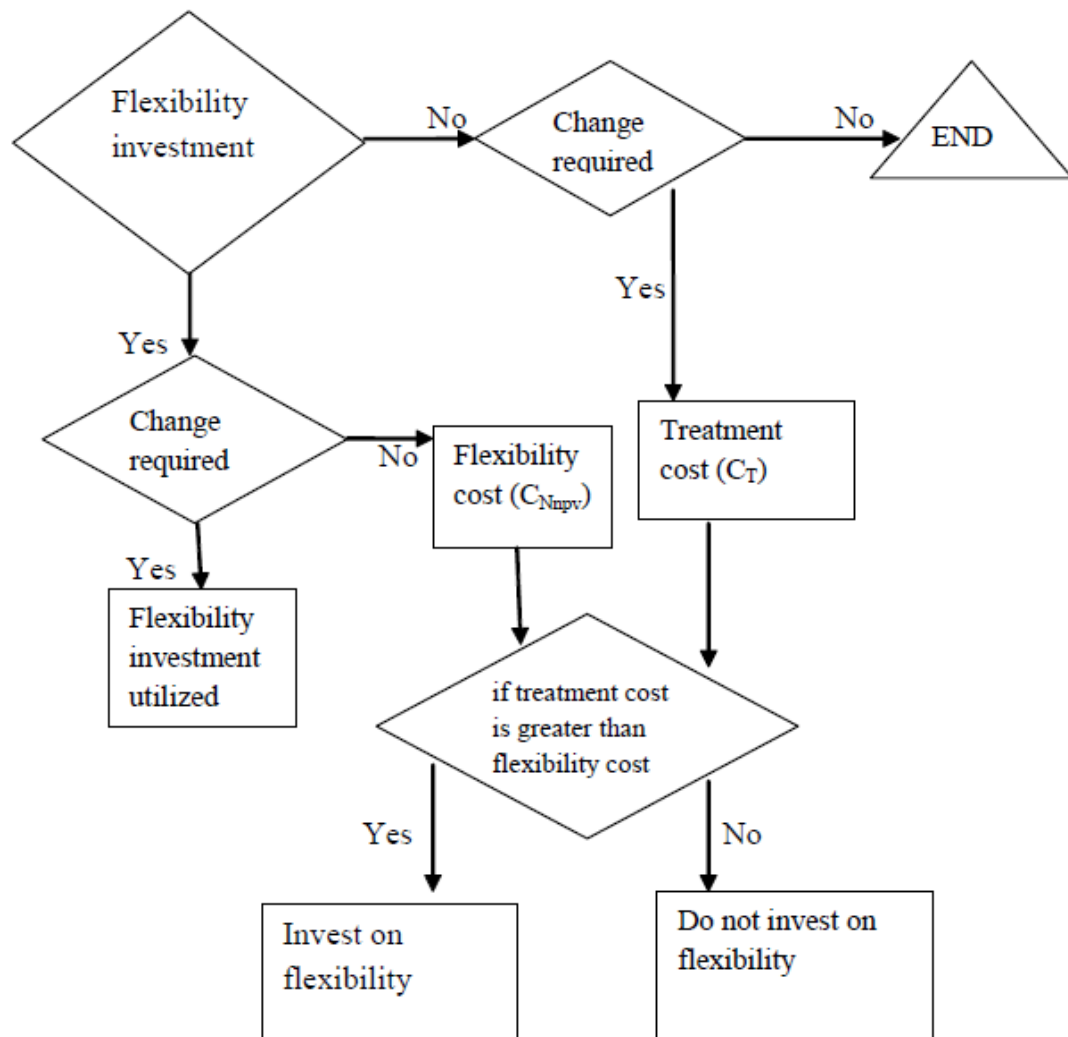 Flexibility
investment
No
Change
required
No
END
Yes
Yes
Change
required
No
Flexibility
cost (C_Nnpv)
Treatment
cost (C_T)
Yes
Flexibility
investment
utilized
if treatment cost
is greater than
flexibility cost
Yes
No
Invest on
flexibility
Do not invest on
flexibility